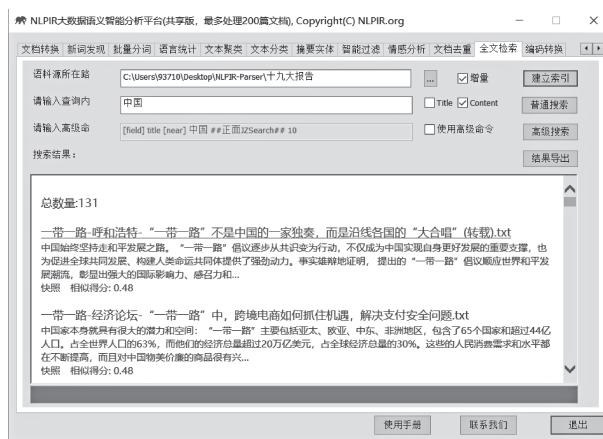 NLPIR大数据语义智能分析平台(共享版，最多处理200篇文档), Copyright(C) NLPIR.org
文档转换 新词发现 批量分词 语言统计 文本聚类 文本分类 摘要实体 智能过滤 情感分析 文档去重 全文检索 编码转换
语料源所在路 C:\Users\93710\Desktop\NLPIR-Parser\十九大报告 ... 增量 建立索引
请输入查询内 中国 Title Content 普通搜索
请输入高级命 [field] title [near] 中国 ##正面JZSearch## 10 使用高级命令 高级搜索
搜索结果： 结果导出
总数量:131
一带一路-呼和浩特-“一带一路”不是中国的一家独奏，而是沿线各国的“大合唱”(转载).txt
中国始终坚持走和平发展之路。“一带一路”倡议逐步从共识变为行动，不仅成为中国实现自身更好发展的重要支撑，也
为促进全球共同发展、构建人类命运共同体提供了强劲动力。事实雄辩地证明， 提出的“一带一路”倡议顺应世界和平发
展潮流，彰显出强大的国际影响力、感召力和...
快照 相似得分: 0.48
一带一路-经济论坛-“一带一路”中，跨境电商如何抓住机遇，解决支付安全问题.txt
中国家本身就具有很大的潜力和空间：“一带一路”主要包括亚太、欧亚、中东、非洲地区，包含了65个国家和超过44亿
人口。占全世界人口的63%，而他们的经济总量超过20万亿美元，占全球经济总量的30%。这些的人民消费需求和水平都
在不断提高，而且对中国物美价廉的商品很有兴...
快照 相似得分: 0.48
使用手册 联系我们 退出